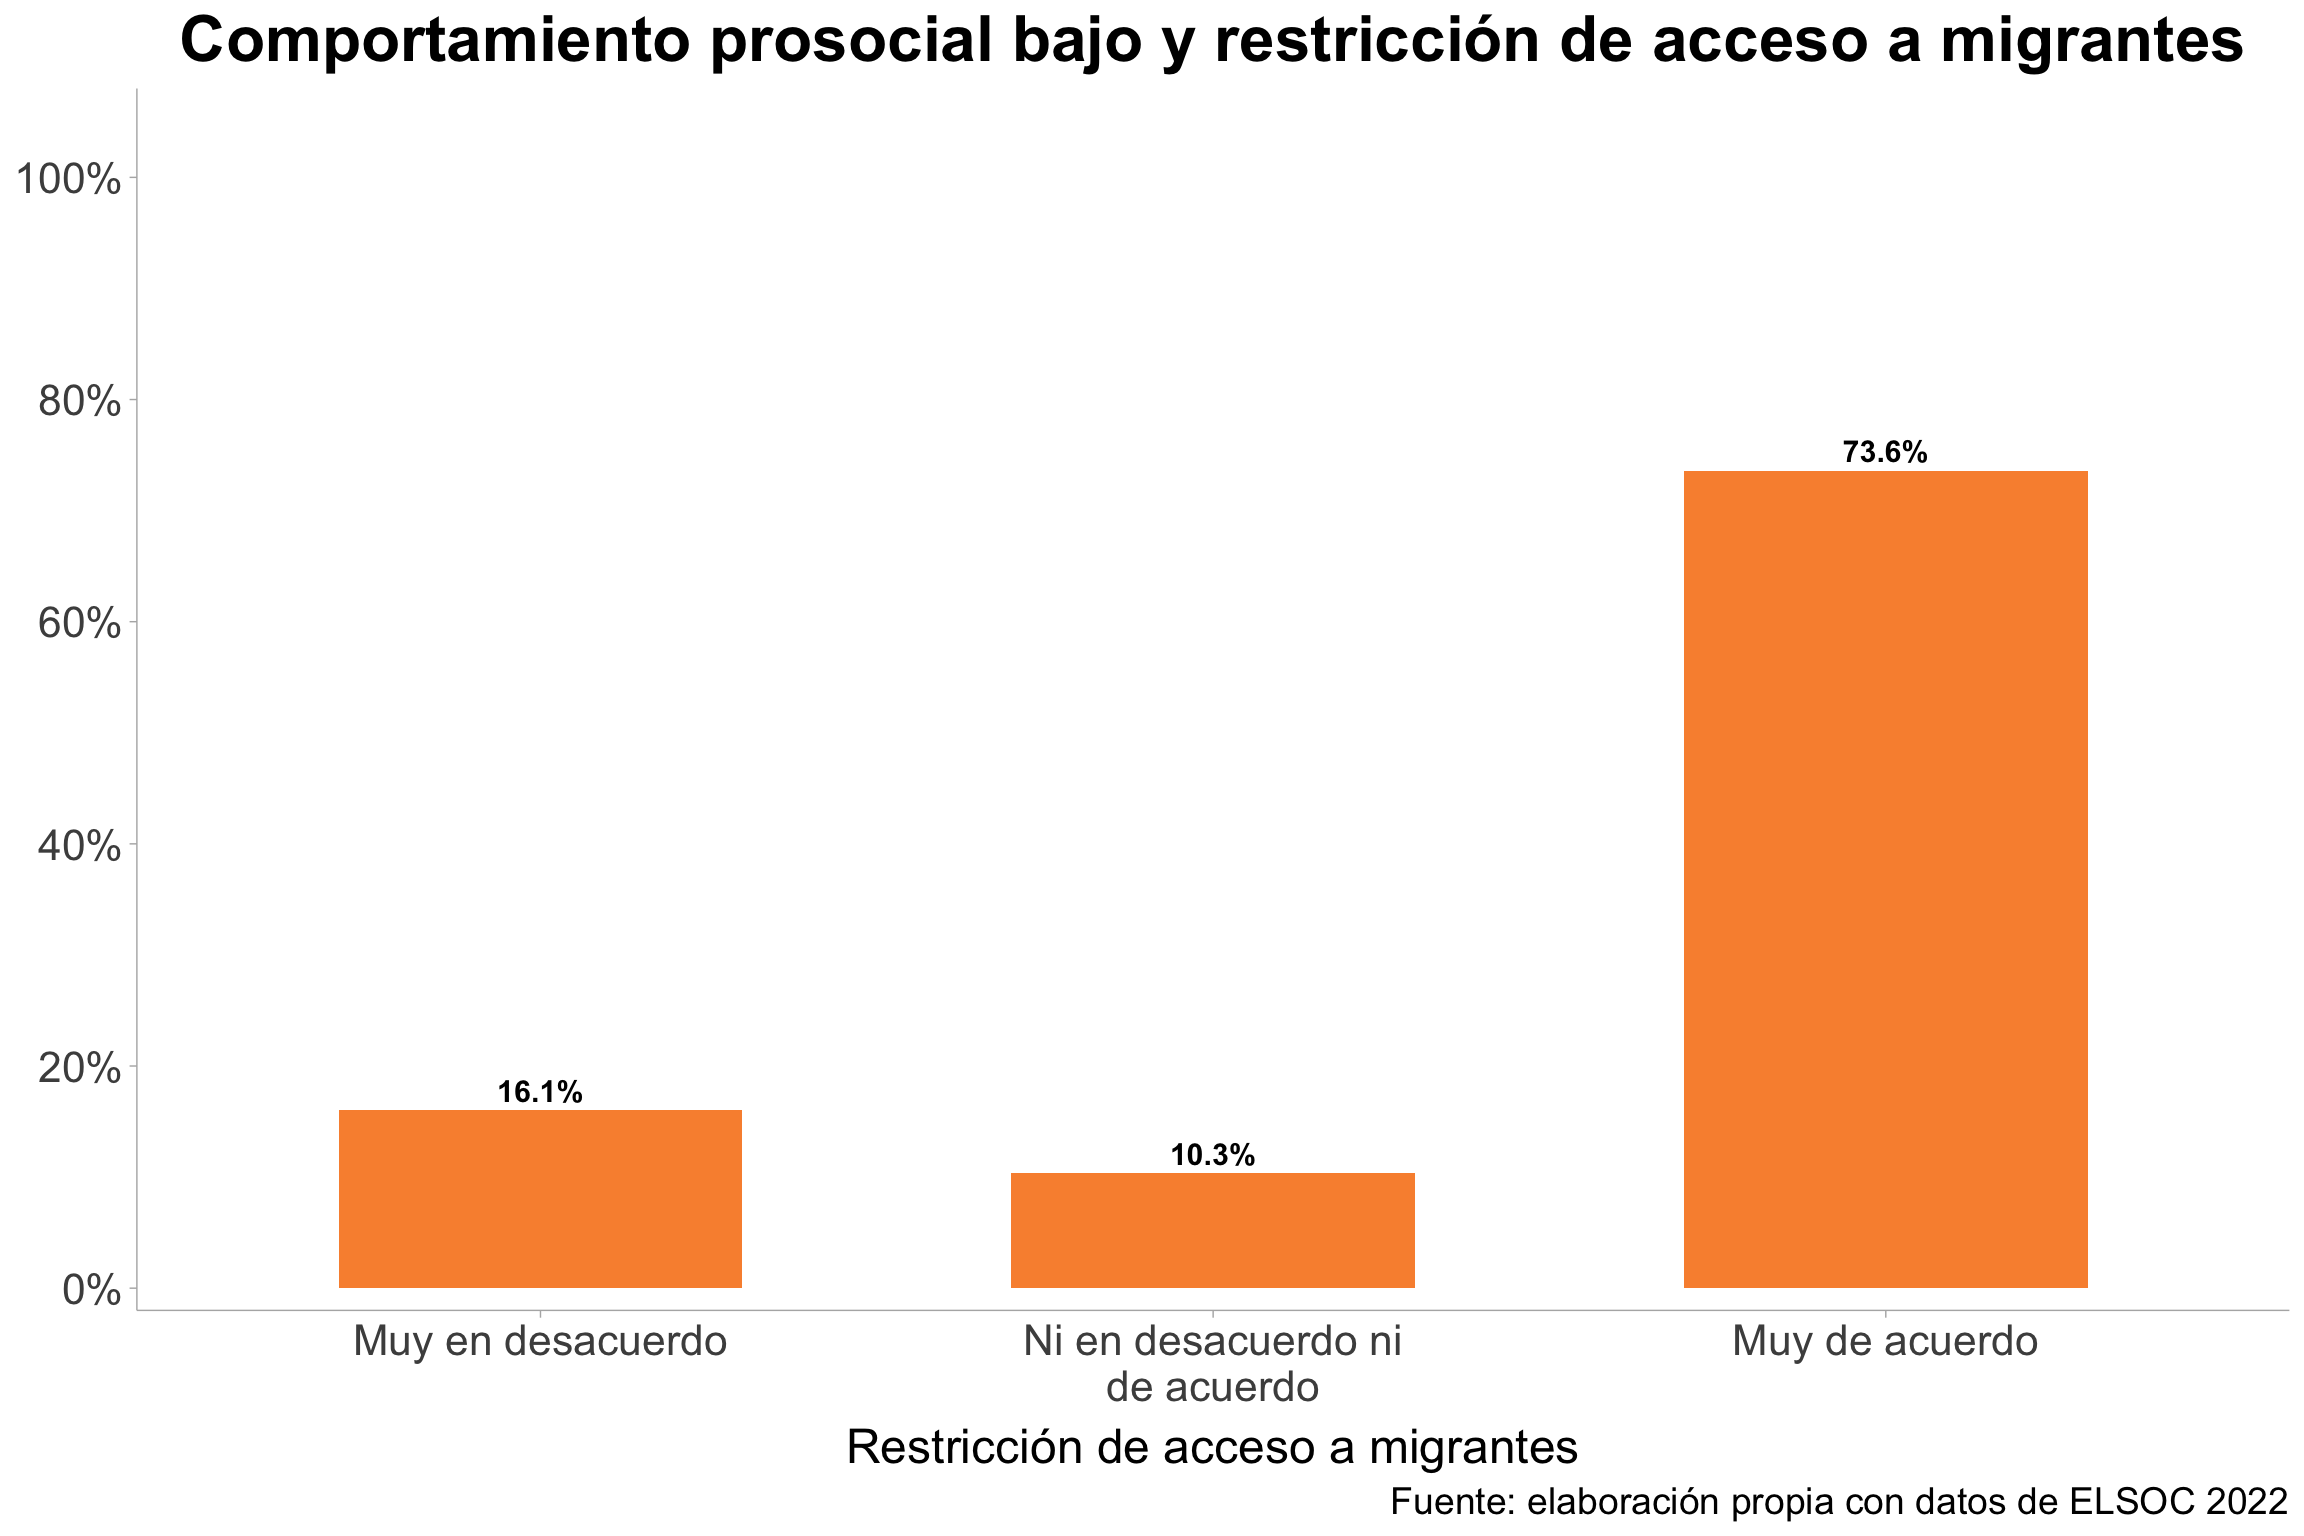 Comportamiento prosocial bajo y restricción de acceso a migrantes
100%
80%
60%
40%
20%
0%
16.1%
10.3%
73.6%
Muy en desacuerdo
Ni en desacuerdo ni
de acuerdo
Muy de acuerdo
Restricción de acceso a migrantes
Fuente: elaboración propia con datos de ELSOC 2022